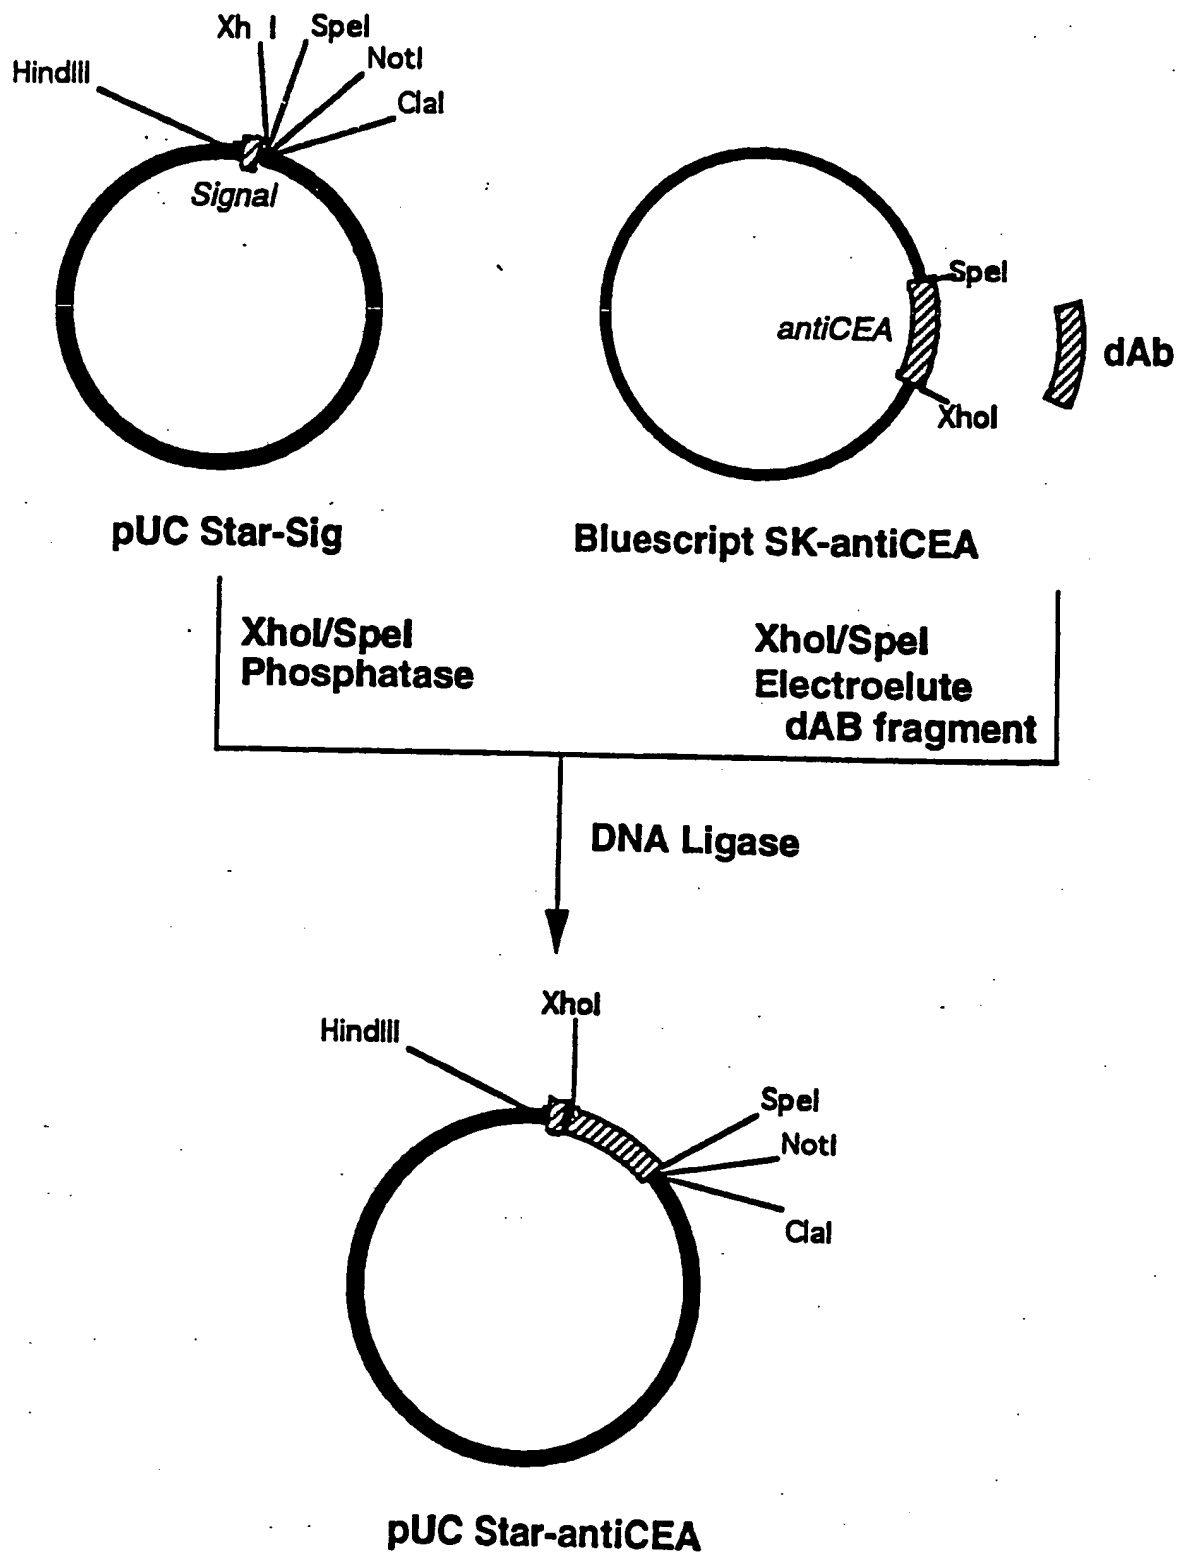 Xh I
SpeI
NotI
HindIII
ClaI
Signal
SpeI
antiCEA
dAb
XhoI
pUC Star-Sig
Bluescript SK-antiCEA
XhoI/SpeI
Phosphatase
XhoI/SpeI
Electroelute
dAB fragment
DNA Ligase
XhoI
HindIII
SpeI
NotI
ClaI
pUC Star-antiCEA